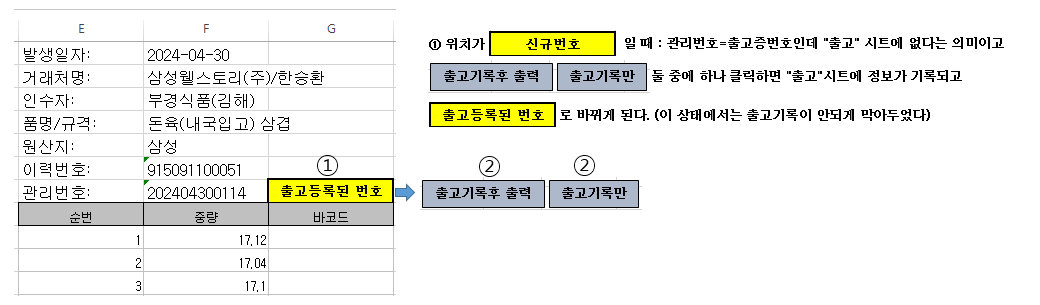 E F G
발생일자: 2024-04-30
거래처명: 삼성웰스토리(주)/한승환
인수자: 부경식품(김해)
품명/규격: 돈육(내국입고) 삼겹
원산지: 삼성
이력번호: 915091100051
관리번호: 202404300114 ① 출고등록된 번호
순번 중량 바코드
1 17.12
2 17.04
3 17.1
① 위치가 신규번호 일 때 : 관리번호=출고증번호인데 "출고" 시트에 없다는 의미이고
출고기록후 출력 출고기록만 둘 중에 하나 클릭하면 "출고"시트에 정보가 기록되고
출고등록된 번호 로 바뀌게 된다. (이 상태에서는 출고기록이 안되게 막아두었다)
② ②
출고기록후 출력 출고기록만